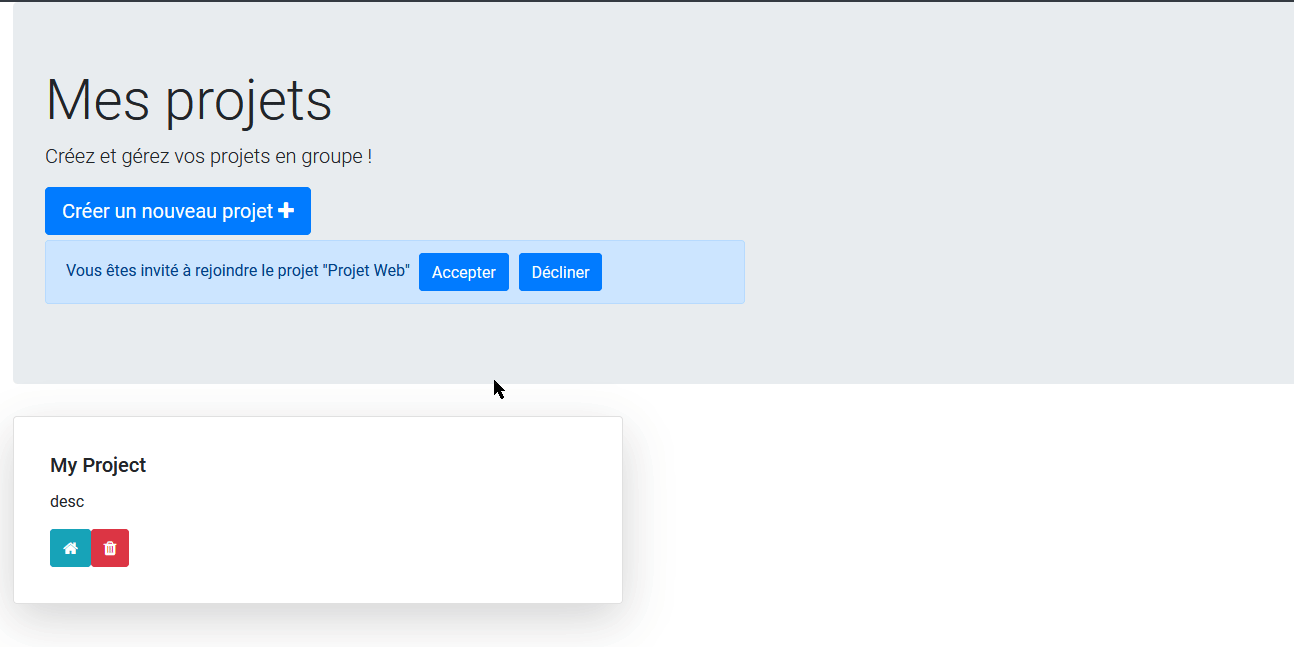 Mes projets
Créez et gérez vos projets en groupe !
Créer un nouveau projet
Vous êtes invité à rejoindre le projet "Projet Web" Accepter Décliner
My Project
desc